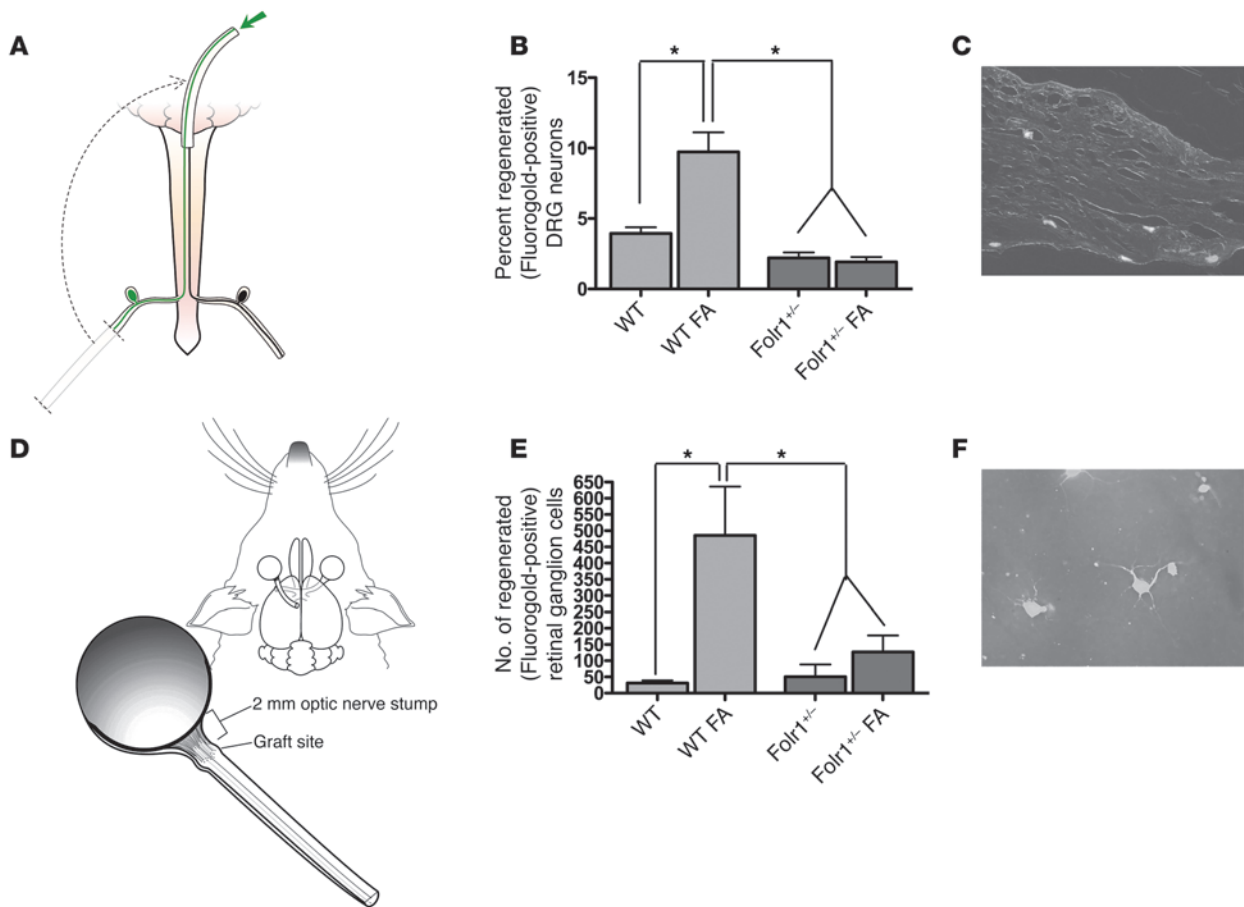 A
B
*
*
15
10
5
0
Percent regenerated
(Fluorogold-positive)
DRG neurons
WT
WT FA
Folr1+/–
Folr1+/– FA
C
D
2 mm optic nerve stump
Graft site
E
*
*
650
600
550
500
450
400
350
300
250
200
150
100
50
0
No. of regenerated
(Fluorogold-positive)
retinal ganglion cells
WT
WT FA
Folr1+/–
Folr1+/– FA
F